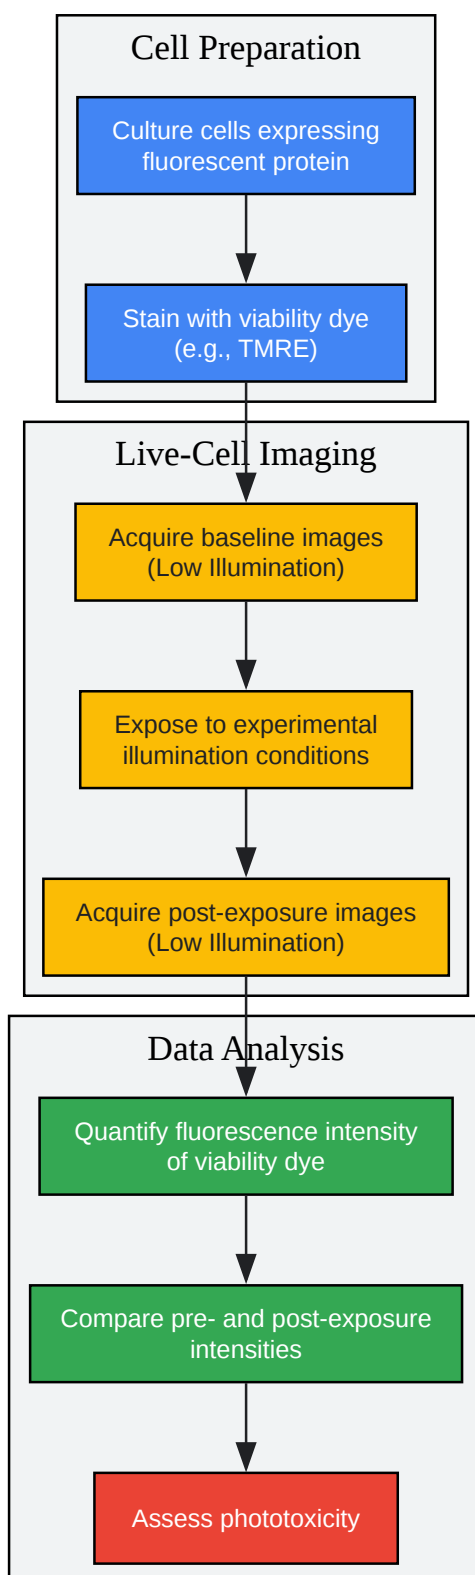 Cell Preparation
Culture cells expressing
fluorescent protein
Stain with viability dye
(e.g., TMRE)
Live-Cell Imaging
Acquire baseline images
(Low Illumination)
Expose to experimental
illumination conditions
Acquire post-exposure images
(Low Illumination)
Data Analysis
Quantify fluorescence intensity
of viability dye
Compare pre- and post-exposure
intensities
Assess phototoxicity